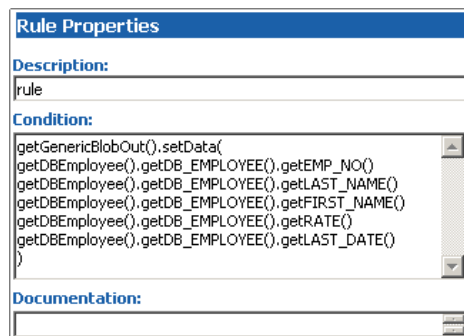 Rule Properties
Description:
rule
Condition:
getGenericBlobOut().setData(
getDBEmployee().getDB_EMPLOYEE().getEMP_NO()
getDBEmployee().getDB_EMPLOYEE().getLAST_NAME()
getDBEmployee().getDB_EMPLOYEE().getFIRST_NAME()
getDBEmployee().getDB_EMPLOYEE().getRATE()
getDBEmployee().getDB_EMPLOYEE().getLAST_DATE()
)
Documentation: